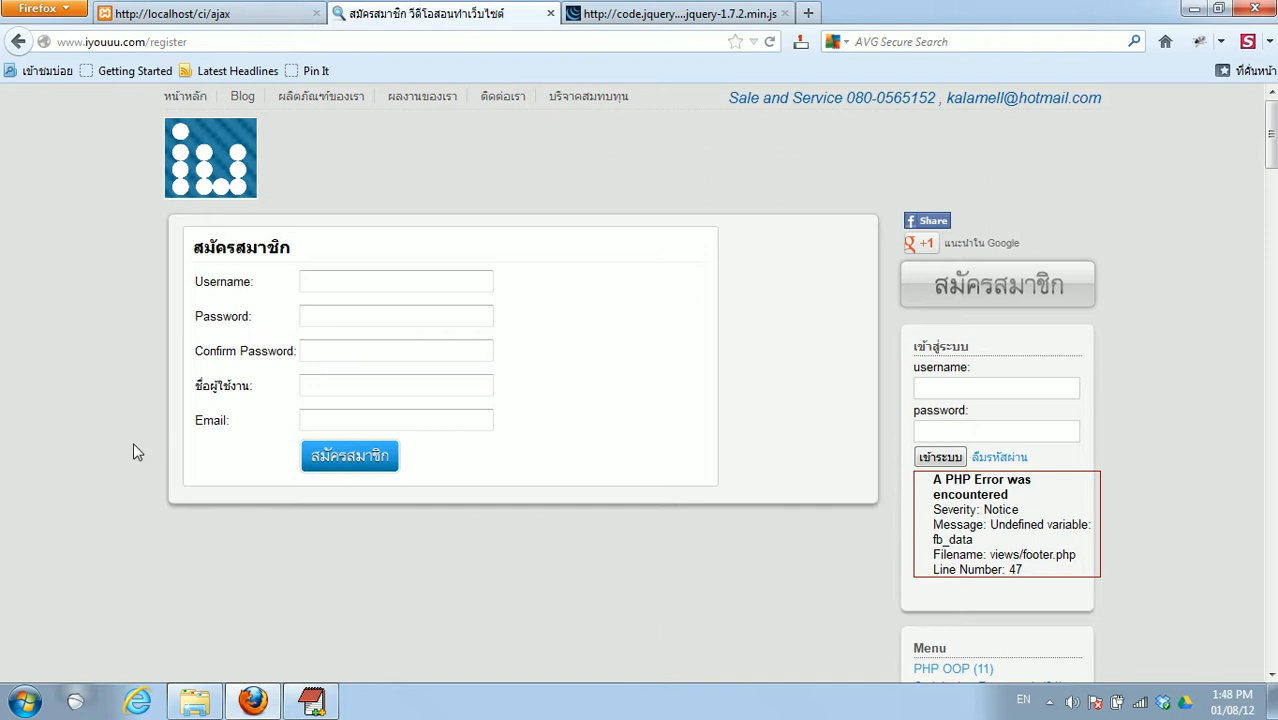 Firefox
http://localhost/ci/ajax
สมัครสมาชิก วีดีโอสอนทำเว็บไซต์
http://code.jquery....jquery-1.7.2.min.js
www.iyouuu.com/register
AVG Secure Search
เข้าชมบ่อย
Getting Started
Latest Headlines
Pin It
ที่คั่นหน้า
หน้าหลัก
Blog
ผลิตภัณฑ์ของเรา
ผลงานของเรา
ติดต่อเรา
บริจาคสมทบทุน
Sale and Service 080-0565152 , kalamell@hotmail.com
สมัครสมาชิก
Username:
Password:
Confirm Password:
ชื่อผู้ใช้งาน:
Email:
สมัครสมาชิก
Share
+1
แนะนำใน Google
สมัครสมาชิก
เข้าสู่ระบบ
username:
password:
เข้าระบบ
ลืมรหัสผ่าน
A PHP Error was
encountered
Severity: Notice
Message: Undefined variable:
fb_data
Filename: views/footer.php
Line Number: 47
Menu
PHP OOP (11)
EN
1:48 PM
01/08/12